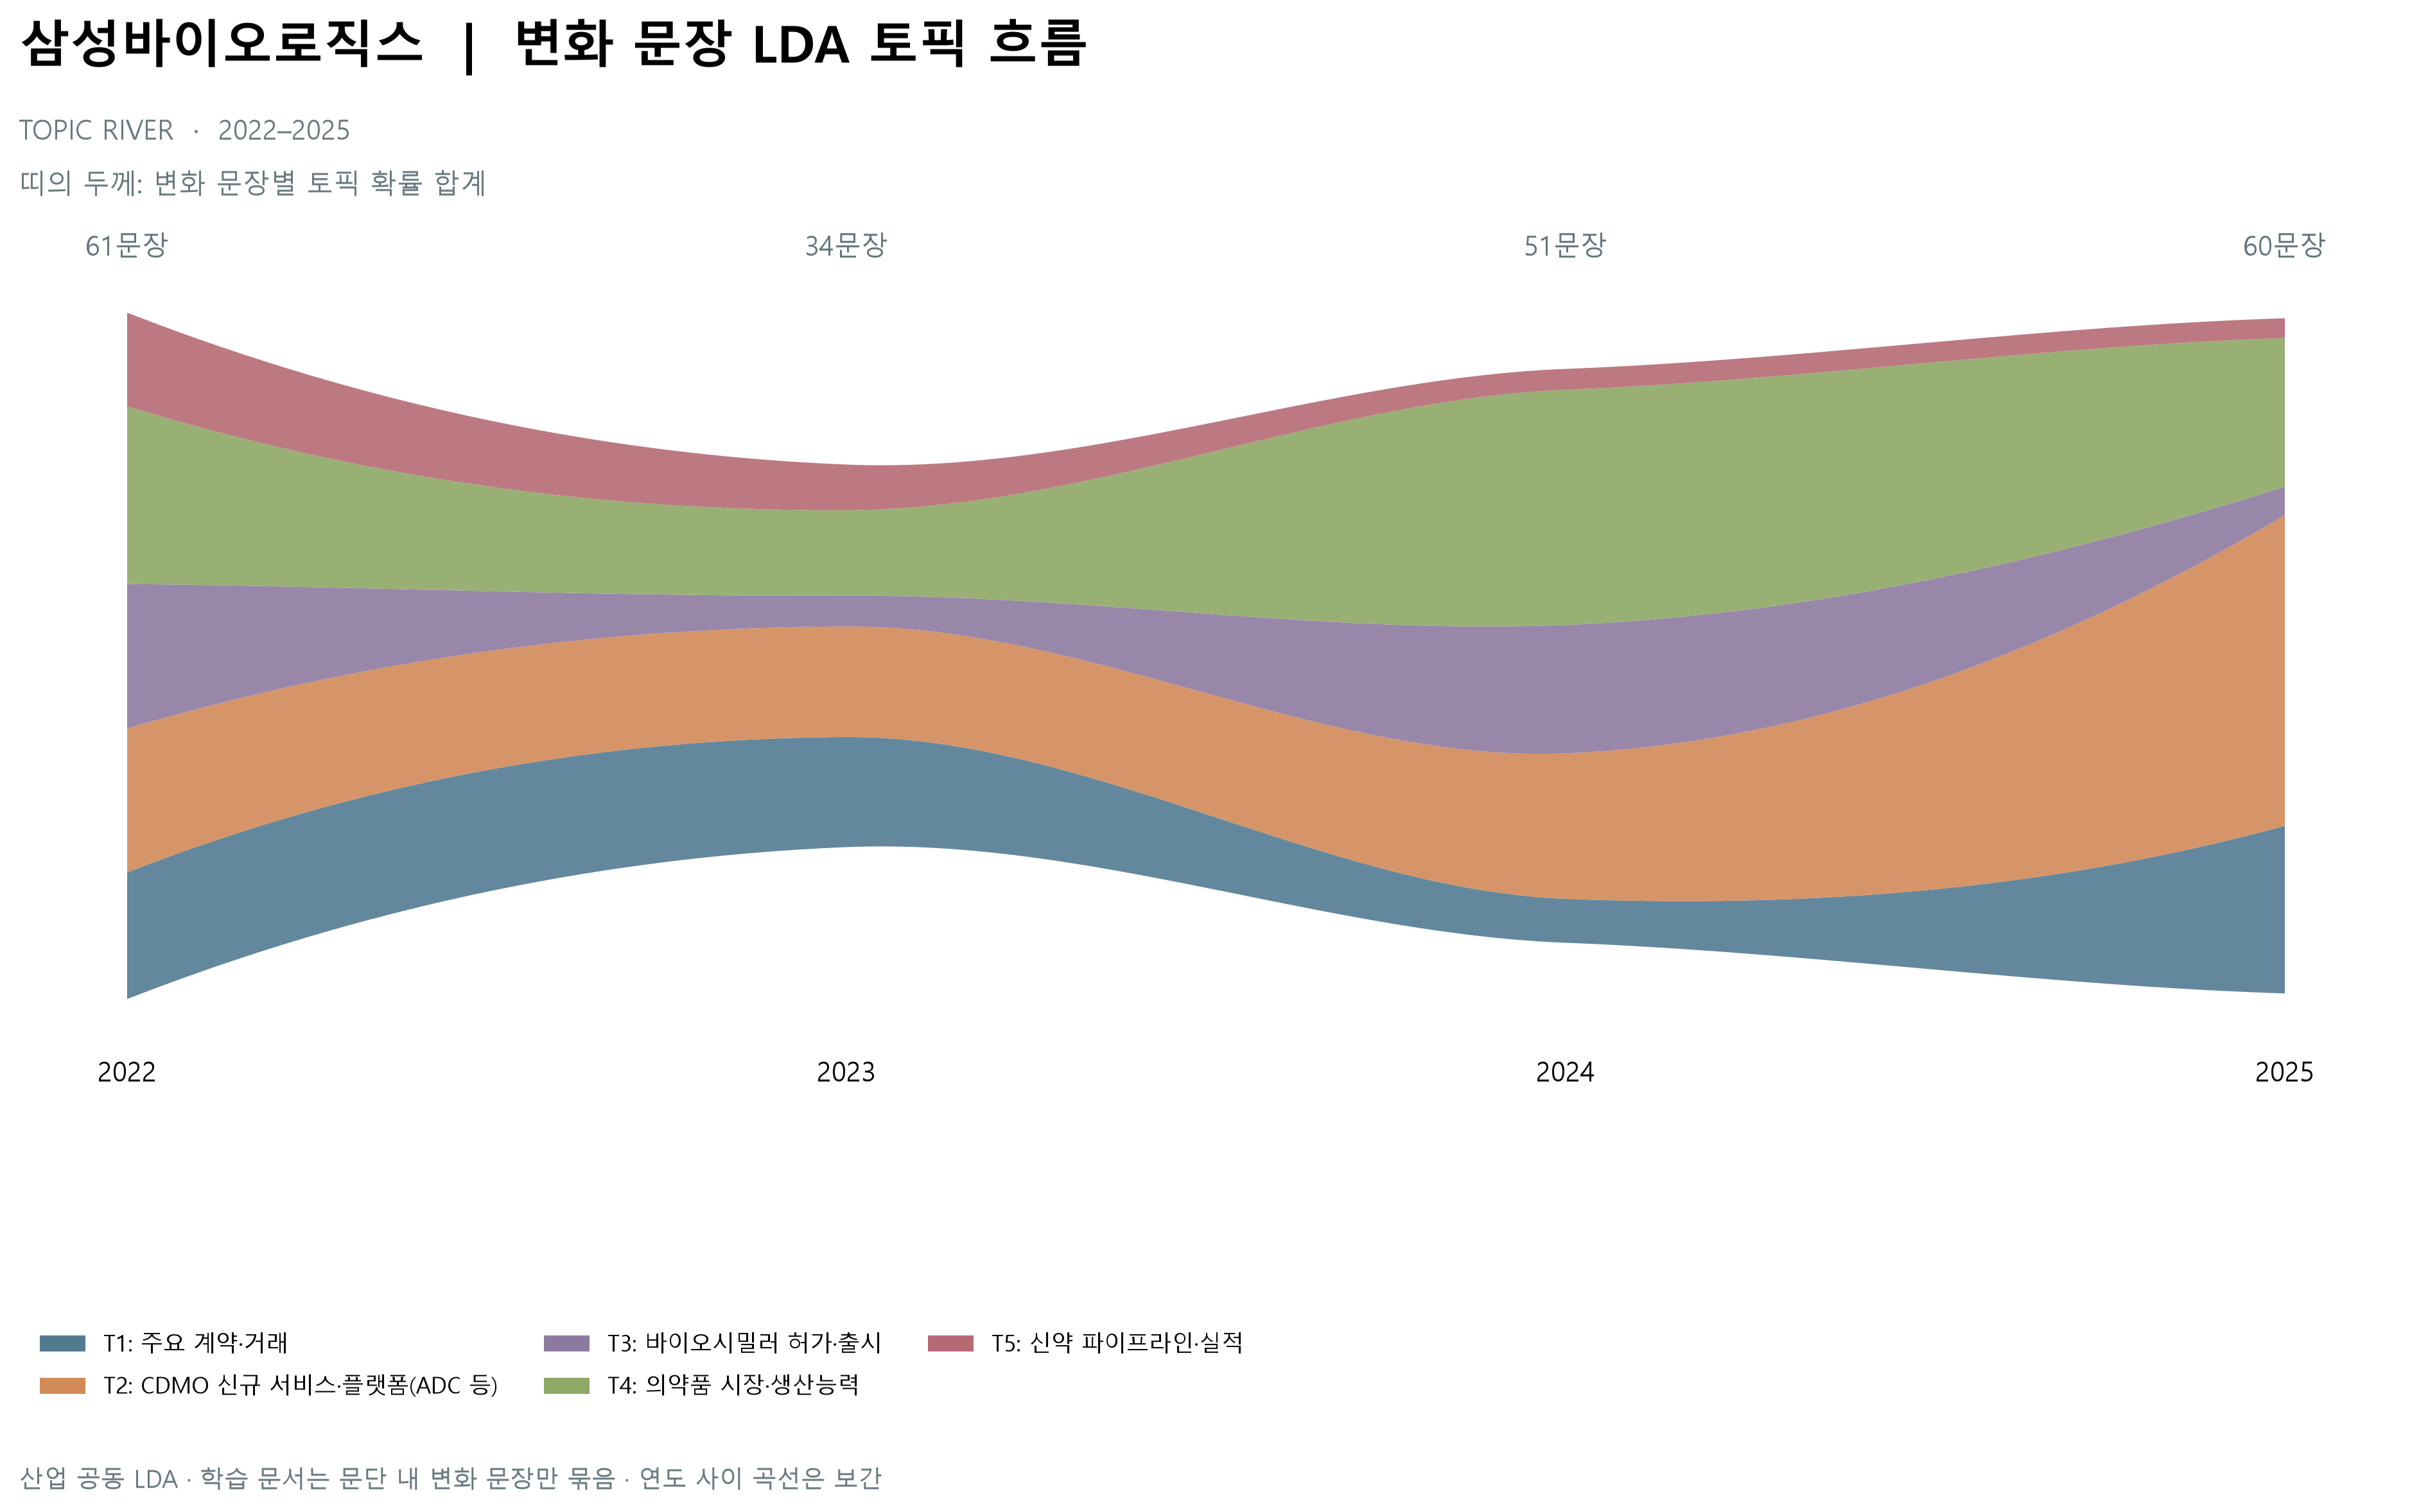 삼성바이오로직스 | 변화 문장 LDA 토픽 흐름
TOPIC RIVER · 2022–2025
띠의 두께: 변화 문장별 토픽 확률 합계
61문장 34문장 51문장 60문장
2022 2023 2024 2025
T1: 주요 계약·거래 T3: 바이오시밀러 허가·출시 T5: 신약 파이프라인·실적
T2: CDMO 신규 서비스·플랫폼(ADC 등) T4: 의약품 시장·생산능력
산업 공동 LDA · 학습 문서는 문단 내 변화 문장만 묶음 · 연도 사이 곡선은 보간